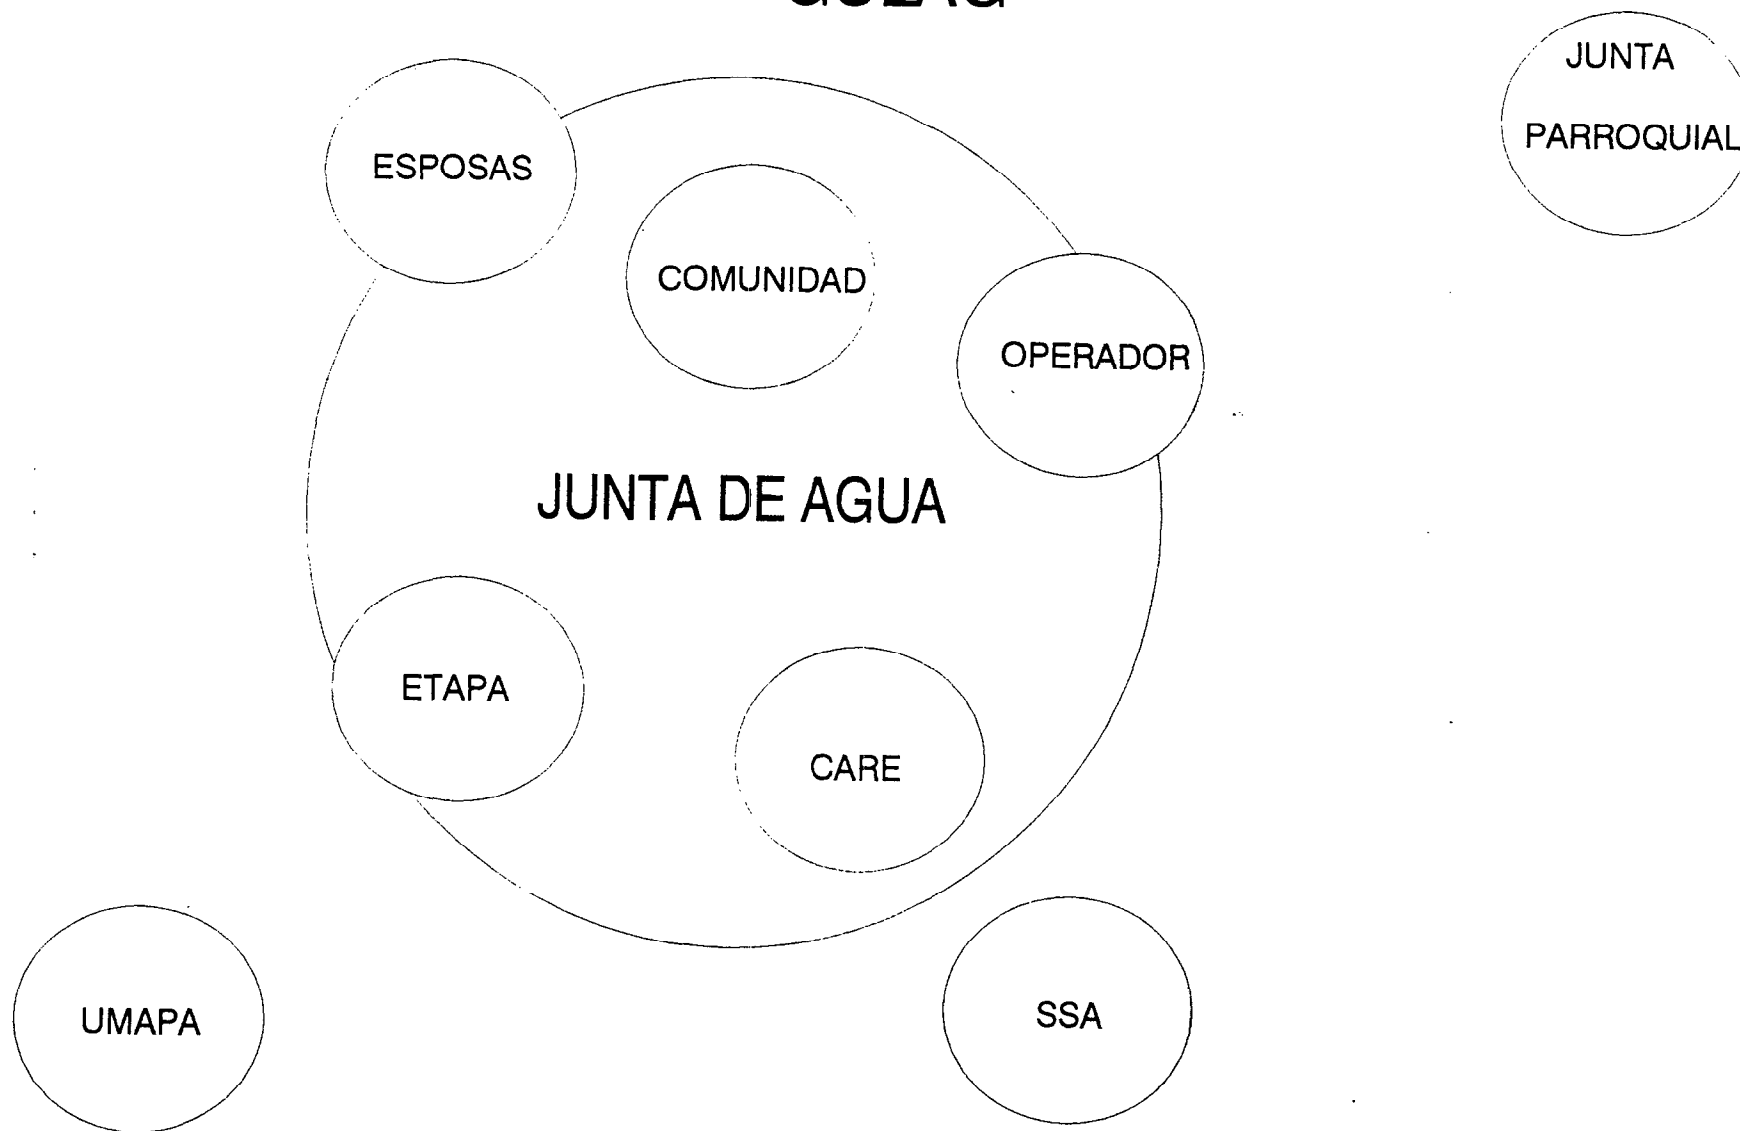 JUNTA
PARROQUIAL
ESPOSAS
COMUNIDAD
OPERADOR
JUNTA DE AGUA
ETAPA
CARE
UMAPA
SSA